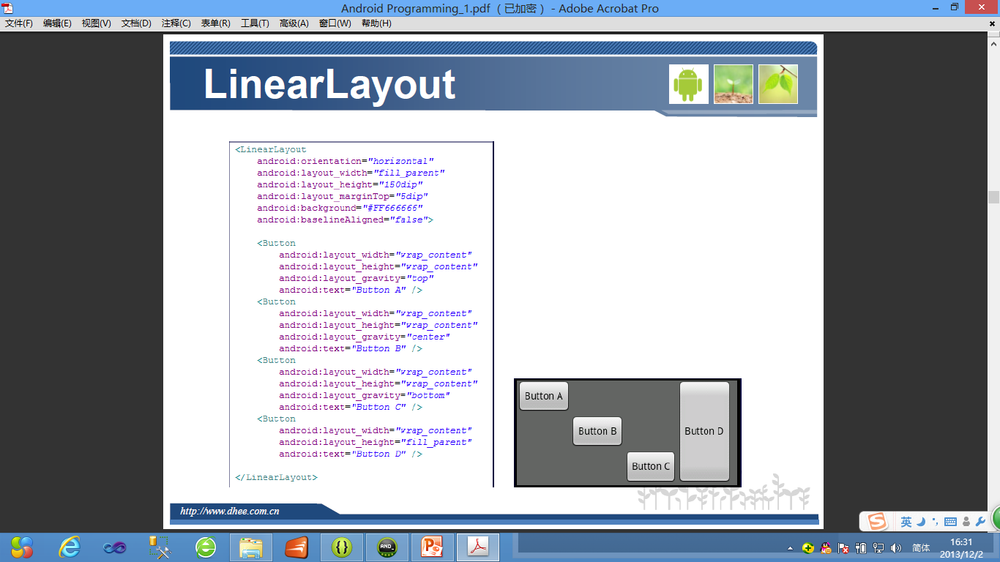 Android Programming_1.pdf （已加密） - Adobe Acrobat Pro
文件(F) 编辑(E) 视图(V) 文档(D) 注释(C) 表单(R) 工具(T) 高级(A) 窗口(W) 帮助(H)
LinearLayout
<LinearLayout
android:orientation="horizontal"
android:layout_width="fill_parent"
android:layout_height="150dip"
android:layout_marginTop="5dip"
android:background="#FF666666"
android:baselineAligned="false">
<Button
android:layout_width="wrap_content"
android:layout_height="wrap_content"
android:layout_gravity="top"
android:text="Button A" />
<Button
android:layout_width="wrap_content"
android:layout_height="wrap_content"
android:layout_gravity="center"
android:text="Button B" />
<Button
android:layout_width="wrap_content"
android:layout_height="wrap_content"
android:layout_gravity="bottom"
android:text="Button C" />
<Button
android:layout_width="wrap_content"
android:layout_height="fill_parent"
android:text="Button D" />
</LinearLayout>
Button A
Button B
Button C
Button D
http://www.dhee.com.cn
英
AND_
简体
16:31
2013/12/2